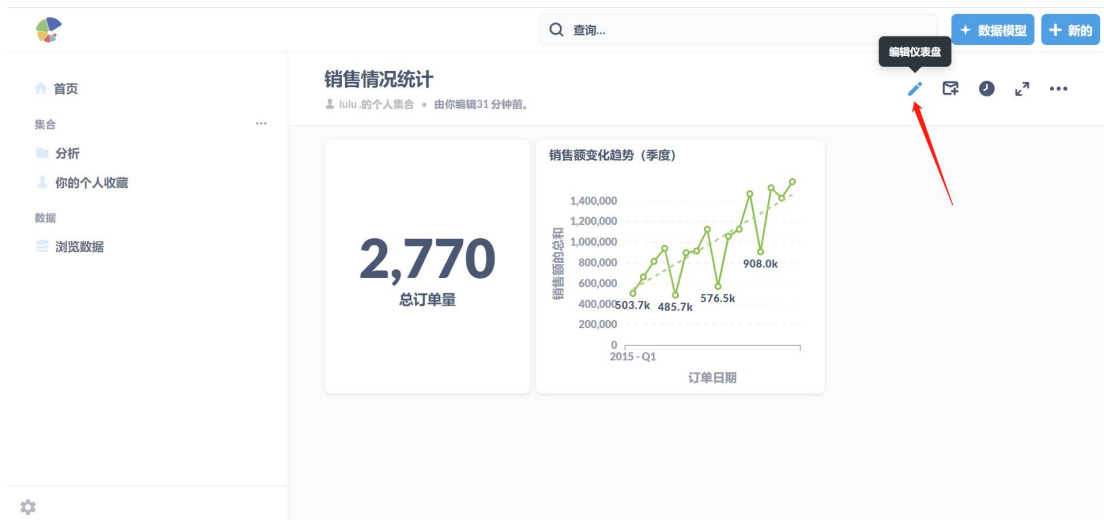 查询...
数据模型
新的
编辑仪表盘
首页
集合
...
分析
你的个人收藏
数据
浏览数据
销售情况统计
lulu .的个人集合 • 由你编辑31 分钟前。
2,770
总订单量
销售额变化趋势（季度）
销售额的总和
1,400,000
1,200,000
1,000,000
800,000
600,000
400,000
200,000
0
503.7k
485.7k
576.5k
908.0k
2015 - Q1
订单日期